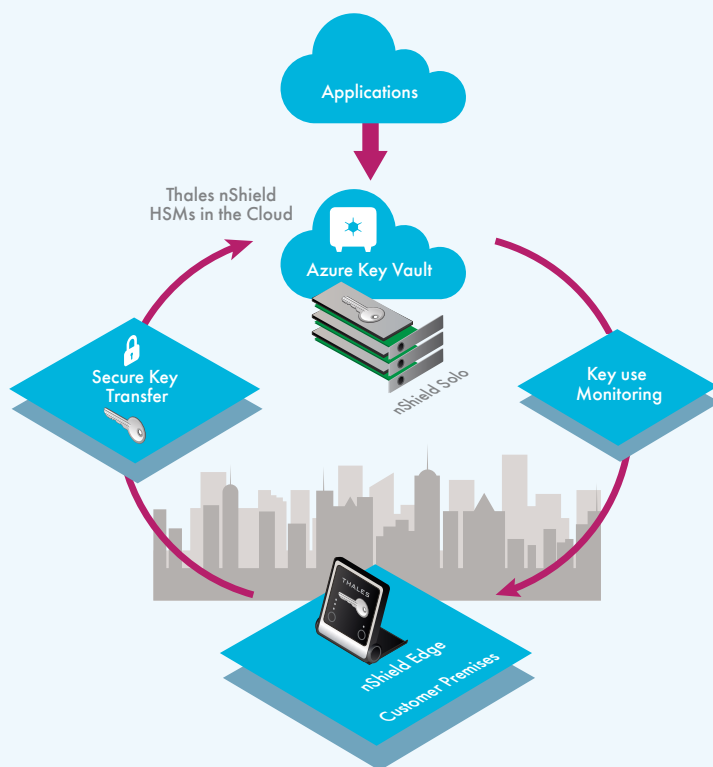 Applications
Thales nShield
HSMs in the Cloud
Azure Key Vault
nShield Solo
Secure Key
Transfer
Key use
Monitoring
THALES
nShield Edge
Customer Premises